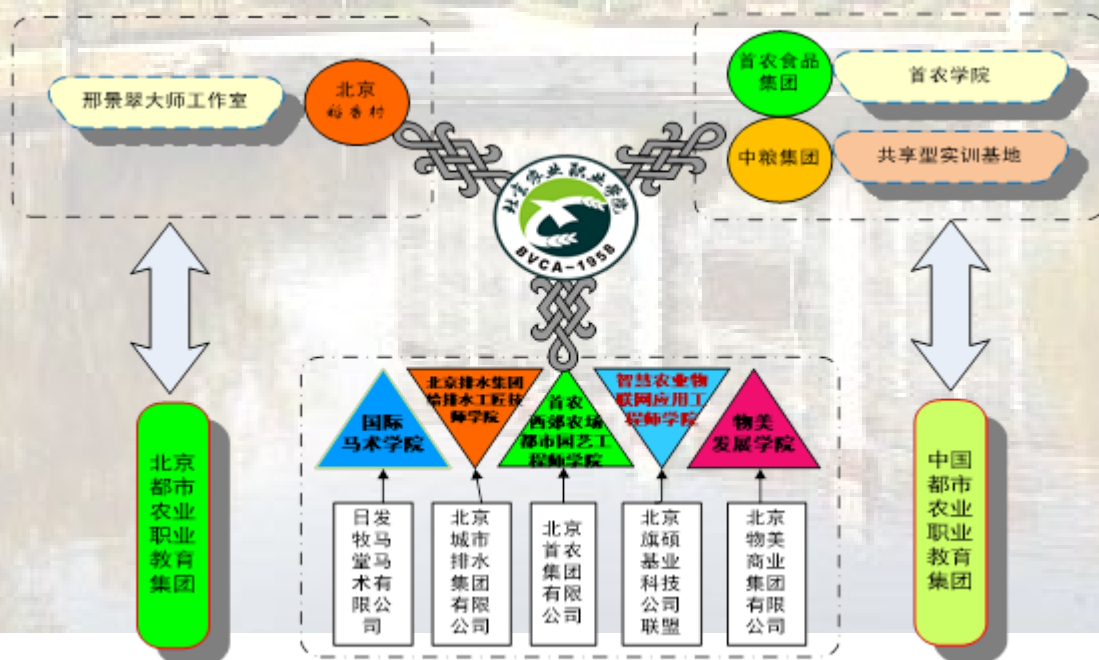 邢景翠大师工作室
北京
稻香村
首农食品
集团
首农学院
中粮集团
共享型实训基地
北京农业职业学院
BVCA-1958
国际
马术学院
北京排水集团
给排水工匠技
师学院
首农
西郊农场
都市园艺工
程师学院
智慧农业物
联网应用工
程师学院
物美
发展学院
北京
都市
农业
职业
教育
集团
日发
牧马
堂马
术有
限公
司
北京
城市
排水
集团
有限
公司
北京
首农
集团
有限
公司
北京
旗硕
基业
科技
公司
联盟
北京
物美
商业
集团
有限
公司
中国
都市
农业
职业
教育
集团